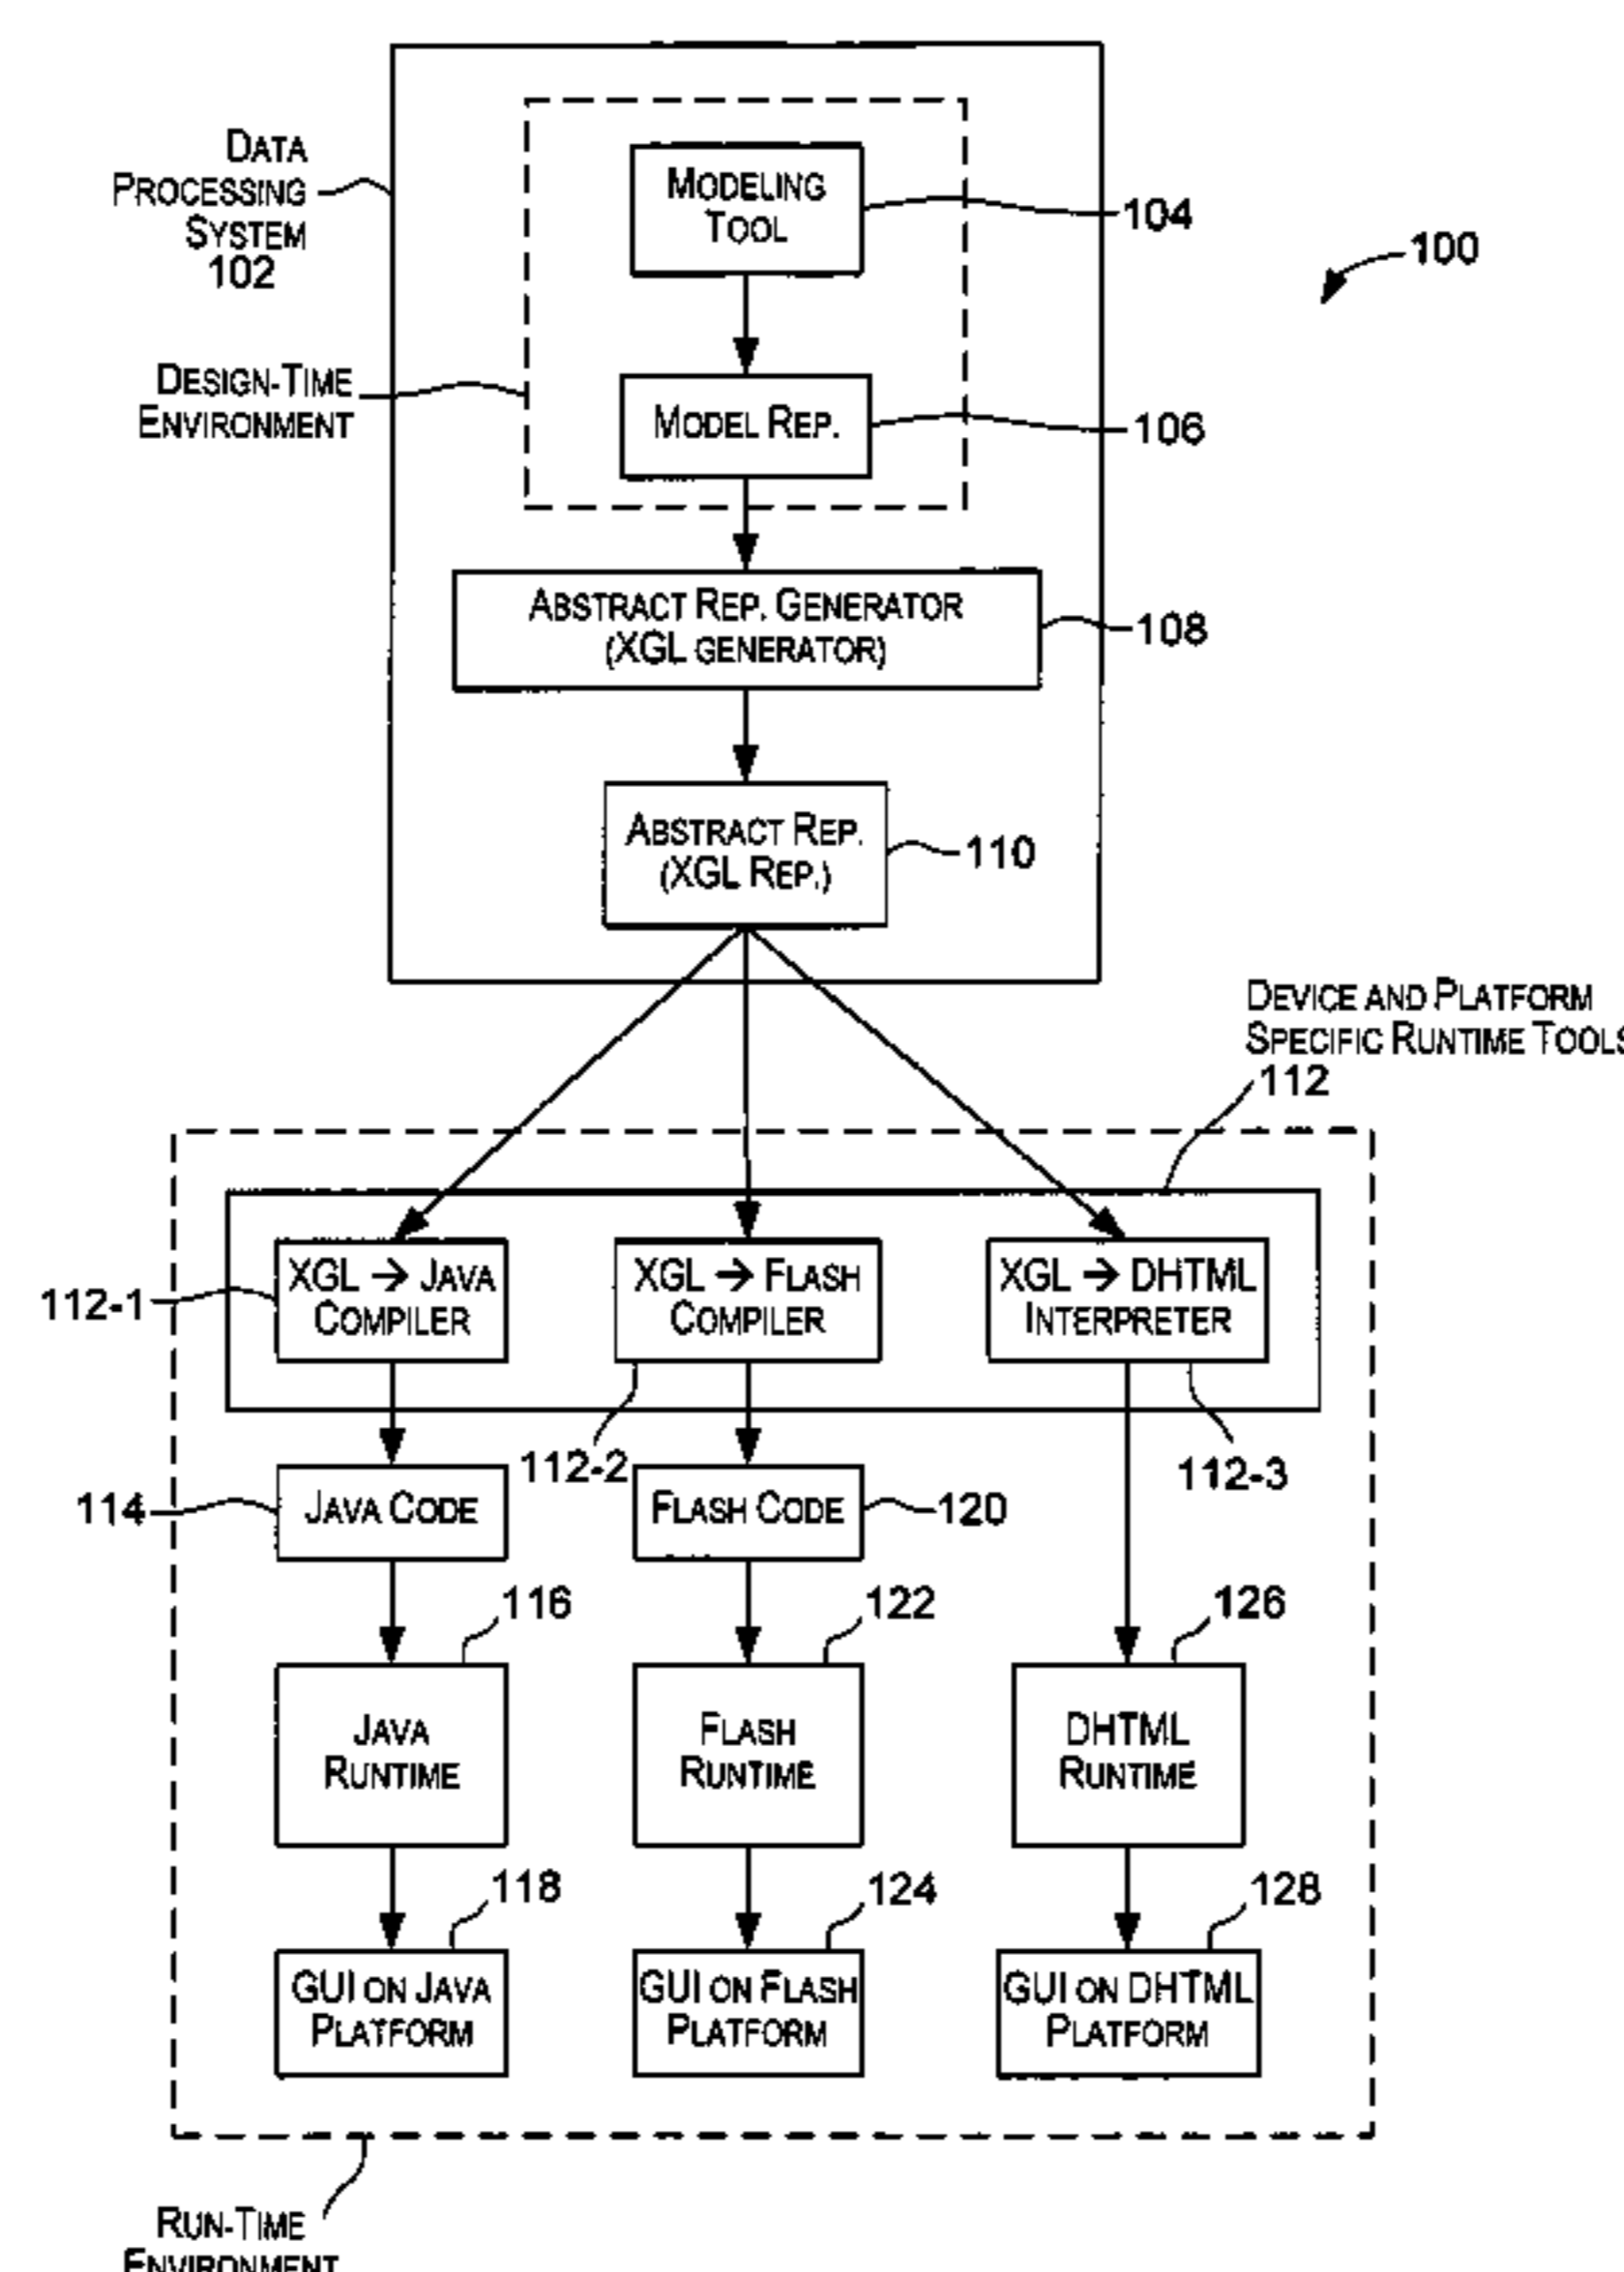 DATA
PROCESSING
SYSTEM
102
MODELING
TOOL
104
100
DESIGN-TIME
ENVIRONMENT
MODEL REP.
106
ABSTRACT REP. GENERATOR
(XGL GENERATOR)
108
ABSTRACT REP.
(XGL REP.)
110
DEVICE AND PLATFORM
SPECIFIC RUNTIME TOOLS
112
112-1
XGL → JAVA
COMPILER
XGL → FLASH
COMPILER
XGL → DHTML
INTERPRETER
112-2
112-3
114
JAVA CODE
FLASH CODE
120
116
122
126
JAVA
RUNTIME
FLASH
RUNTIME
DHTML
RUNTIME
118
124
128
GUI ON JAVA
PLATFORM
GUI ON FLASH
PLATFORM
GUI ON DHTML
PLATFORM
RUN-TIME
ENVIRONMENT